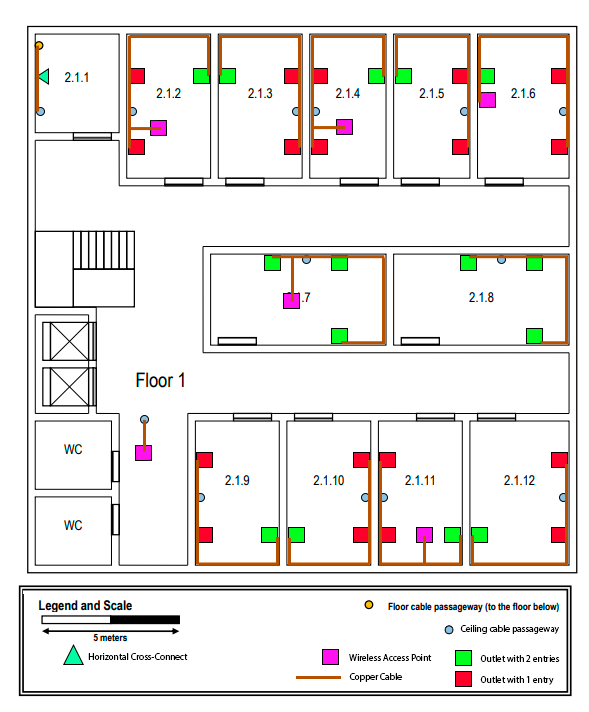 2.1.1
2.1.2
2.1.3
2.1.4
2.1.5
2.1.6
2.1.7
2.1.8
Floor 1
WC
WC
2.1.9
2.1.10
2.1.11
2.1.12
Legend and Scale
5 meters
Horizontal Cross-Connect
Wireless Access Point
Copper Cable
Floor cable passageway (to the floor below)
Ceiling cable passageway
Outlet with 2 entries
Outlet with 1 entry